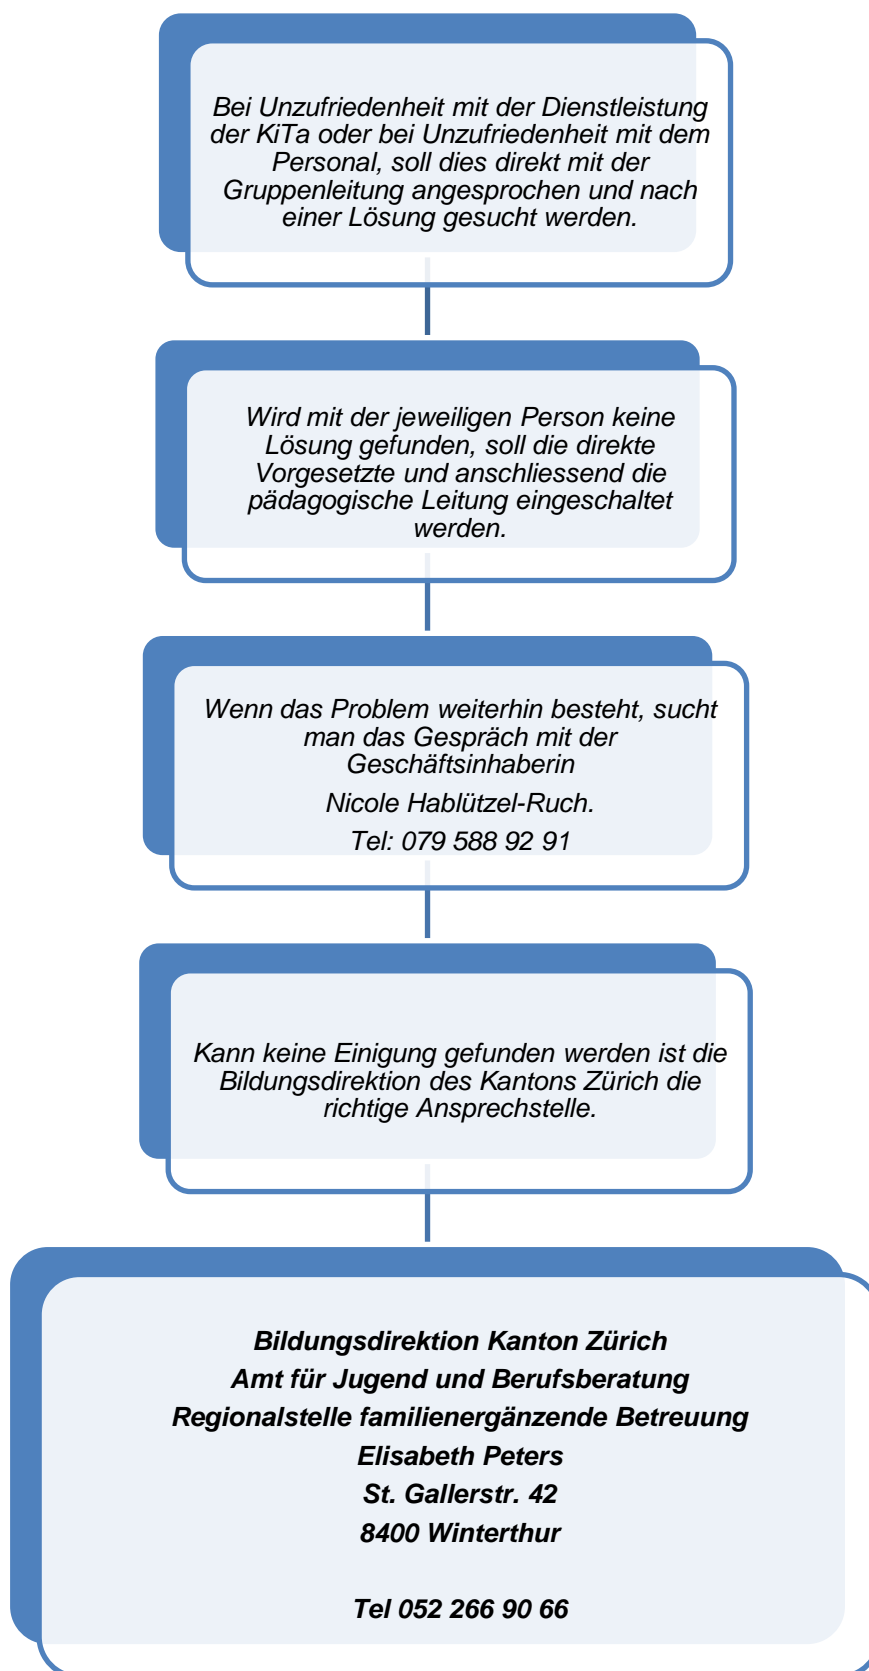 Bei Unzufriedenheit mit der Dienstleistung
der KiTa oder bei Unzufriedenheit mit dem
Personal, soll dies direkt mit der
Gruppenleitung angesprochen und nach
einer Lösung gesucht werden.
Wird mit der jeweiligen Person keine
Lösung gefunden, soll die direkte
Vorgesetzte und anschliessend die
pädagogische Leitung eingeschaltet
werden.
Wenn das Problem weiterhin besteht, sucht
man das Gespräch mit der
Geschäftsinhaberin
Nicole Hablützel-Ruch.
Tel: 079 588 92 91
Kann keine Einigung gefunden werden ist die
Bildungsdirektion des Kantons Zürich die
richtige Ansprechstelle.
Bildungsdirektion Kanton Zürich
Amt für Jugend und Berufsberatung
Regionalstelle familienergänzende Betreuung
Elisabeth Peters
St. Gallerstr. 42
8400 Winterthur
Tel 052 266 90 66